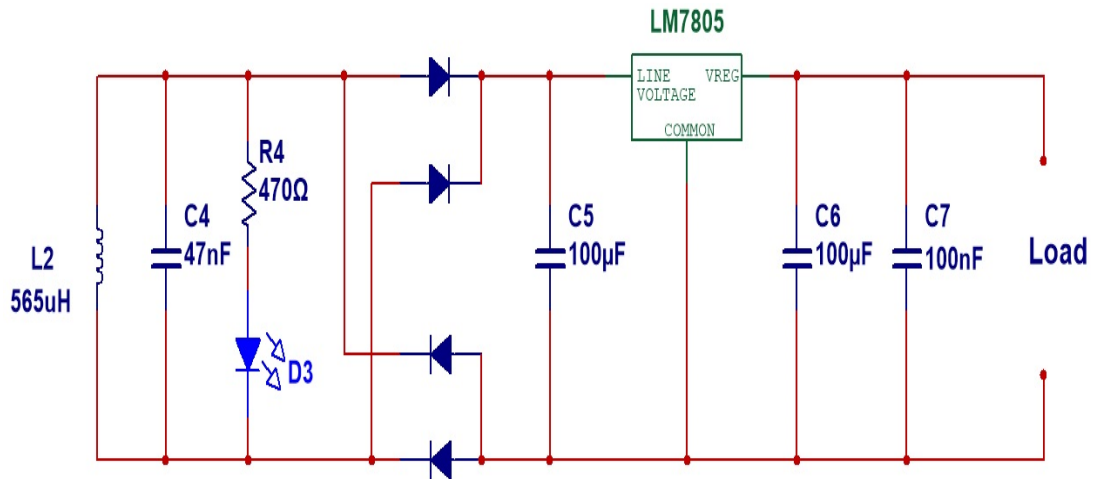 LM7805
LINE VREG
VOLTAGE
COMMON
R4
470Ω
C4
47nF
L2
565uH
D3
C5
100µF
C6
100µF
C7
100nF
Load